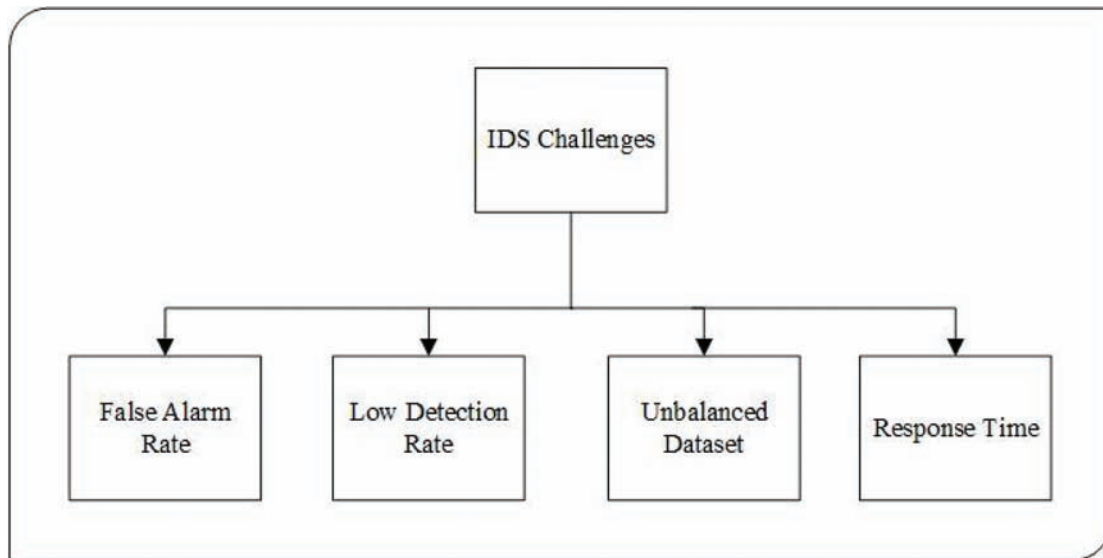 IDS Challenges
False Alarm
Rate
Low Detection
Rate
Unbalanced
Dataset
Response Time